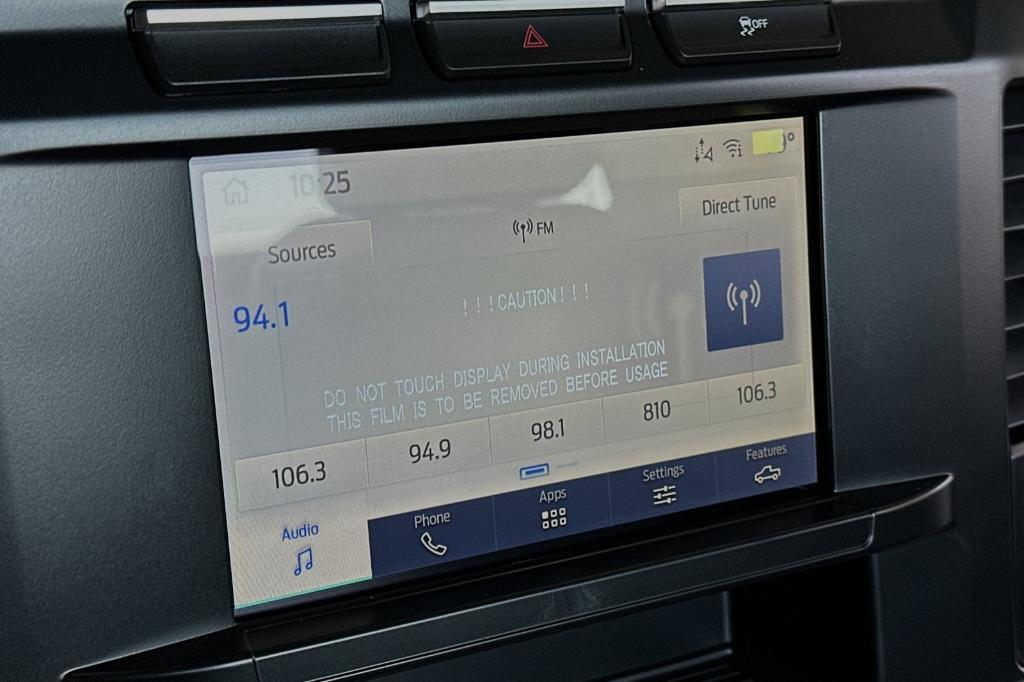 OFF
10:25
Sources
FM
Direct Tune
94.1
! ! ! CAUTION ! ! !
DO NOT TOUCH DISPLAY DURING INSTALLATION
THIS FILM IS TO BE REMOVED BEFORE USAGE
106.3
94.9
98.1
810
106.3
Audio
Phone
Apps
Settings
Features